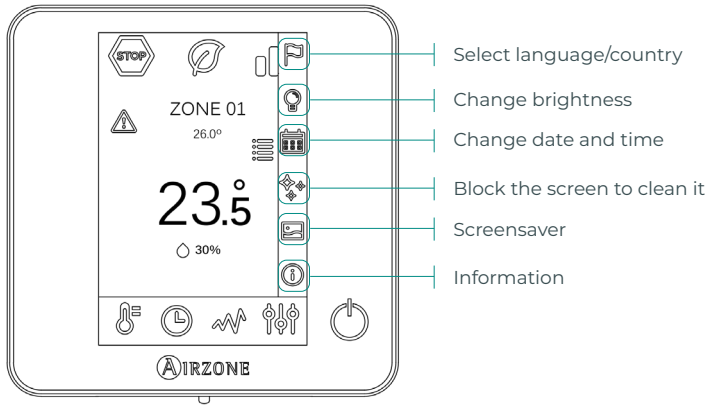 STOP
ZONE 01
26.0º
23.5°
30%
AIRZONE
Select language/country
Change brightness
Change date and time
Block the screen to clean it
Screensaver
Information